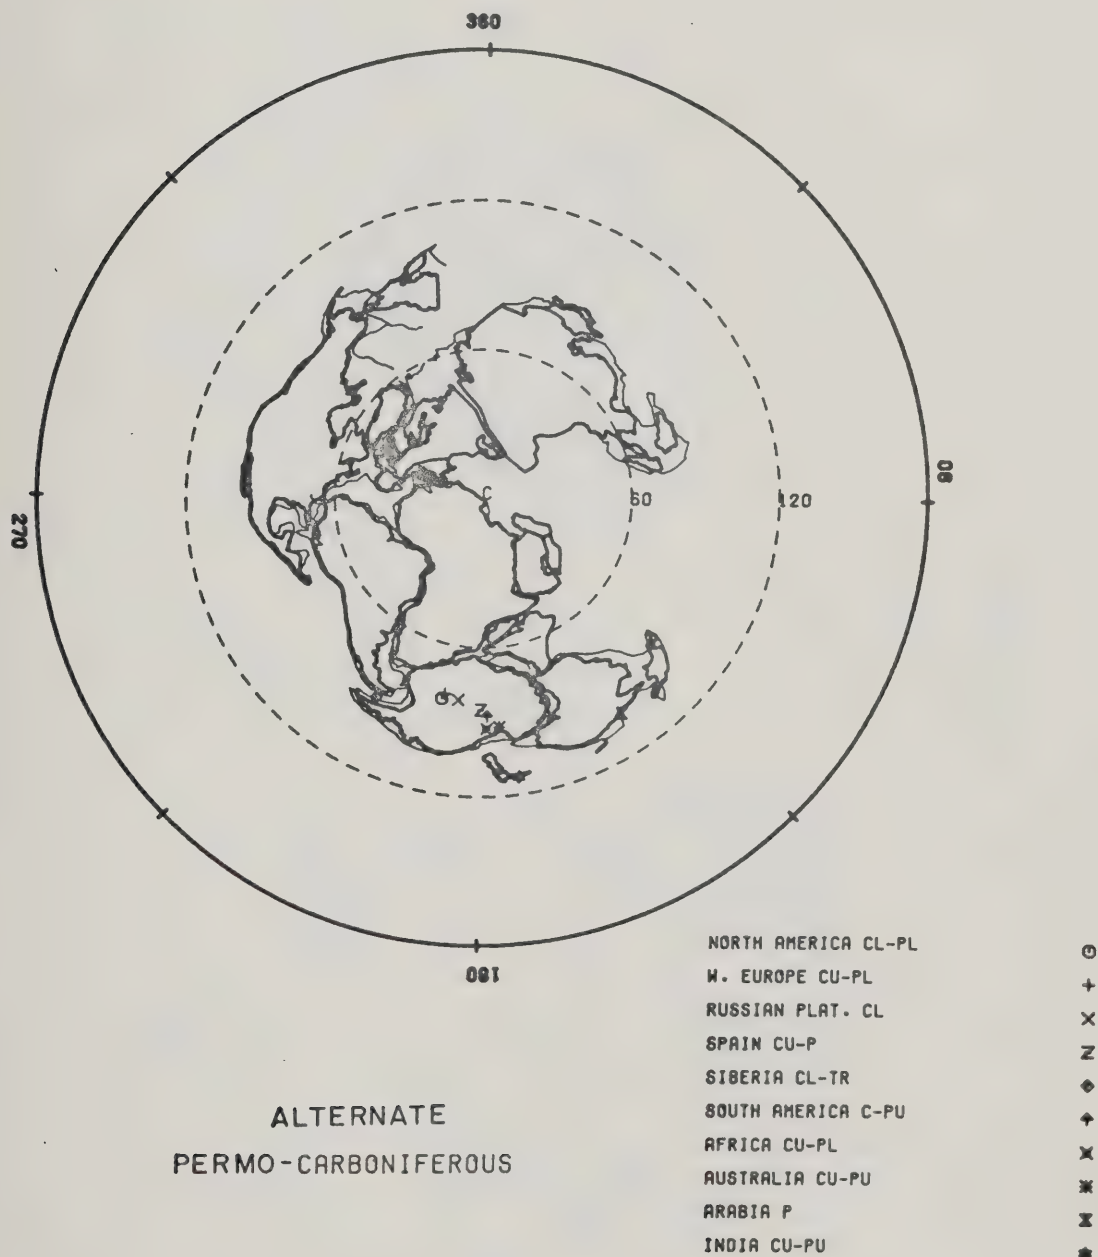 360
60
120
90
270
180
NORTH AMERICA CL-PL
W. EUROPE CU-PL
RUSSIAN PLAT. CL
SPAIN CU-P
SIBERIA CL-TR
SOUTH AMERICA C-PU
AFRICA CU-PL
AUSTRALIA CU-PU
ARABIA P
INDIA CU-PU
ALTERNATE
PERMO-CARBONIFEROUS